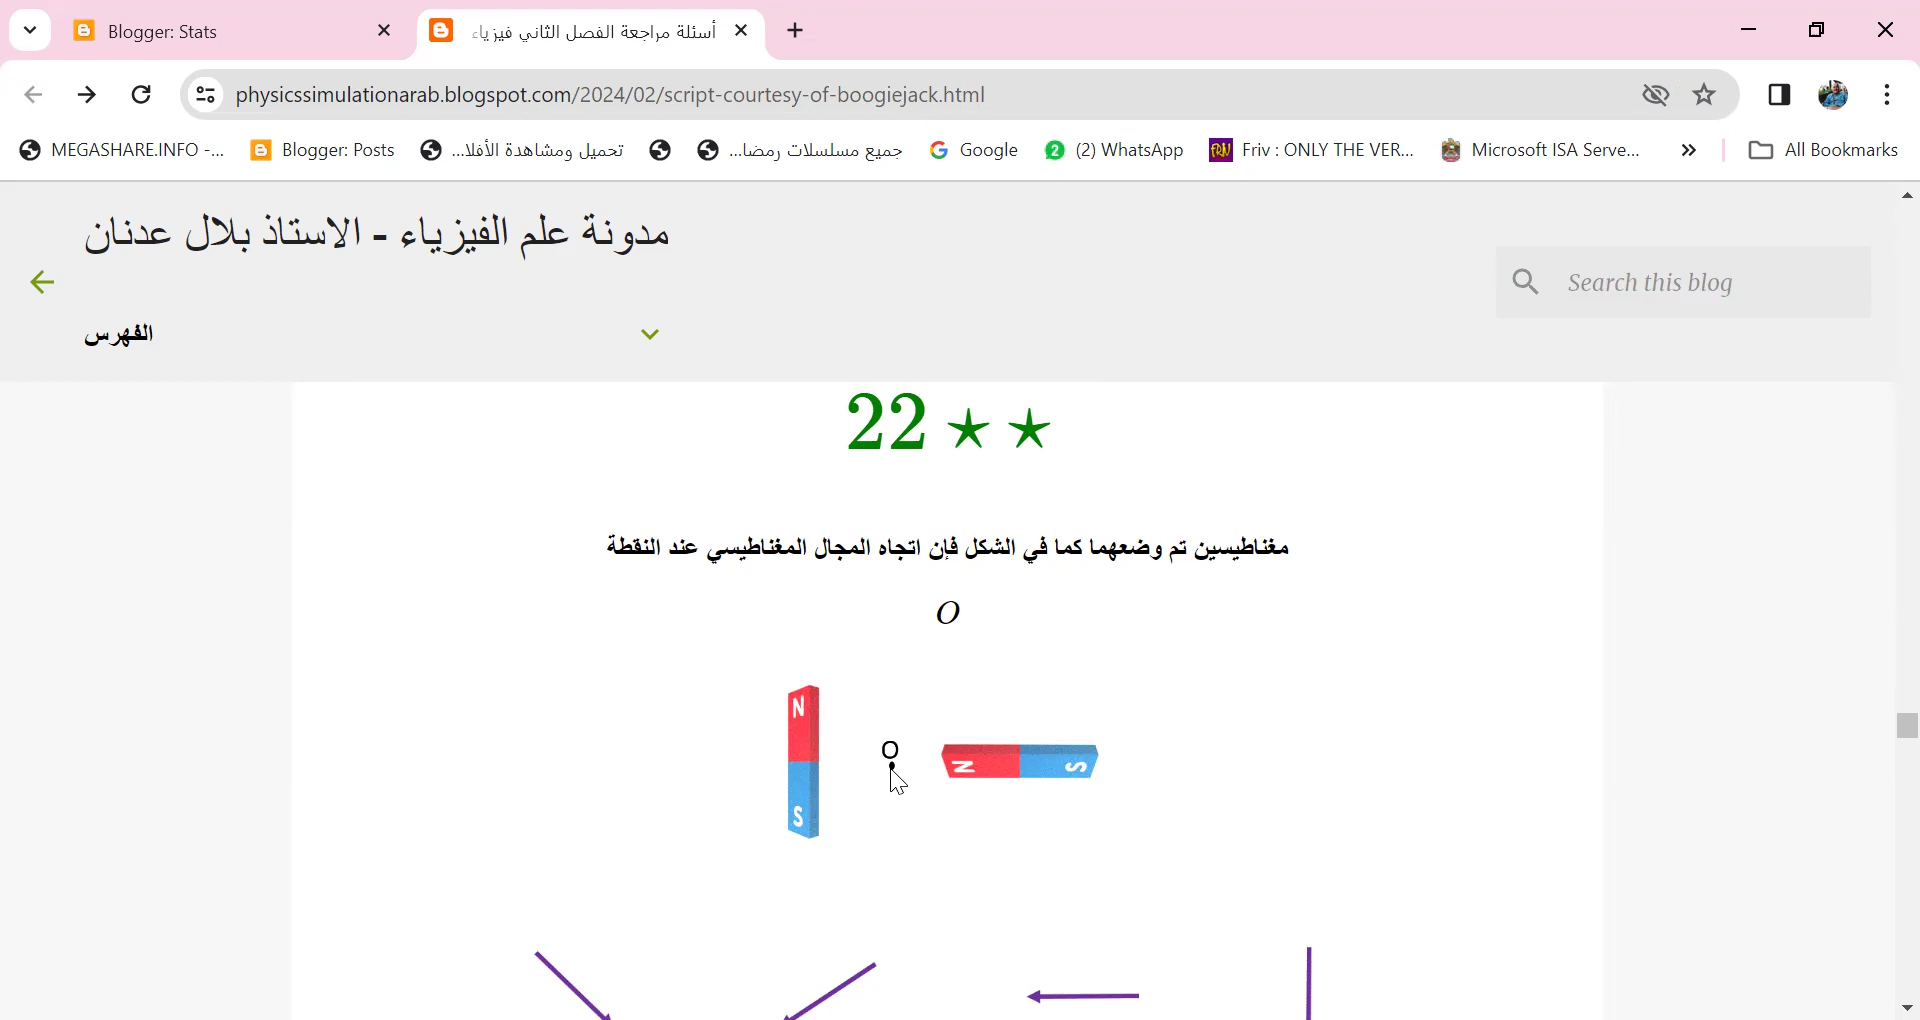 Blogger: Stats
أسئلة مراجعة الفصل الثاني فيزياء
physicssimulationarab.blogspot.com/2024/02/script-courtesy-of-boogiejack.html
MEGASHARE.INFO -...
Blogger: Posts
تحميل ومشاهدة الأفلا...
جميع مسلسلات رمضا...
Google
2 (2) WhatsApp
FRIV Friv : ONLY THE VER...
Microsoft ISA Serve...
»
All Bookmarks
مدونة علم الفيزياء - الاستاذ بلال عدنان
Search this blog
الفهرس
22 ★ ★
مغناطيسين تم وضعهما كما في الشكل فإن اتجاه المجال المغناطيسي عند النقطة
O
N
O
N S
S